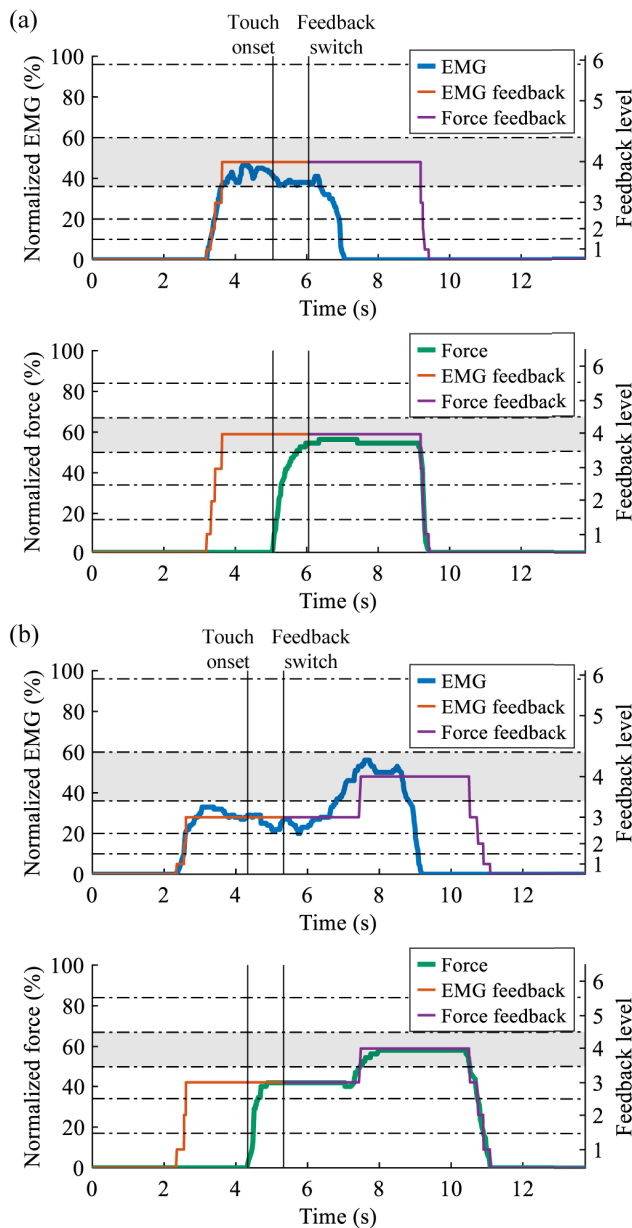 (a)
Touch onset
Feedback switch
Normalized EMG (%)
100
80
60
40
20
0
EMG
EMG feedback
Force feedback
6
5
4
3
2
1
Feedback level
0 2 4 6 8 10 12
Time (s)
Normalized force (%)
100
80
60
40
20
0
Force
EMG feedback
Force feedback
6
5
4
3
2
1
Feedback level
0 2 4 6 8 10 12
Time (s)
(b)
Touch onset
Feedback switch
Normalized EMG (%)
100
80
60
40
20
0
EMG
EMG feedback
Force feedback
6
5
4
3
2
1
Feedback level
0 2 4 6 8 10 12
Time (s)
Normalized force (%)
100
80
60
40
20
0
Force
EMG feedback
Force feedback
6
5
4
3
2
1
Feedback level
0 2 4 6 8 10 12
Time (s)